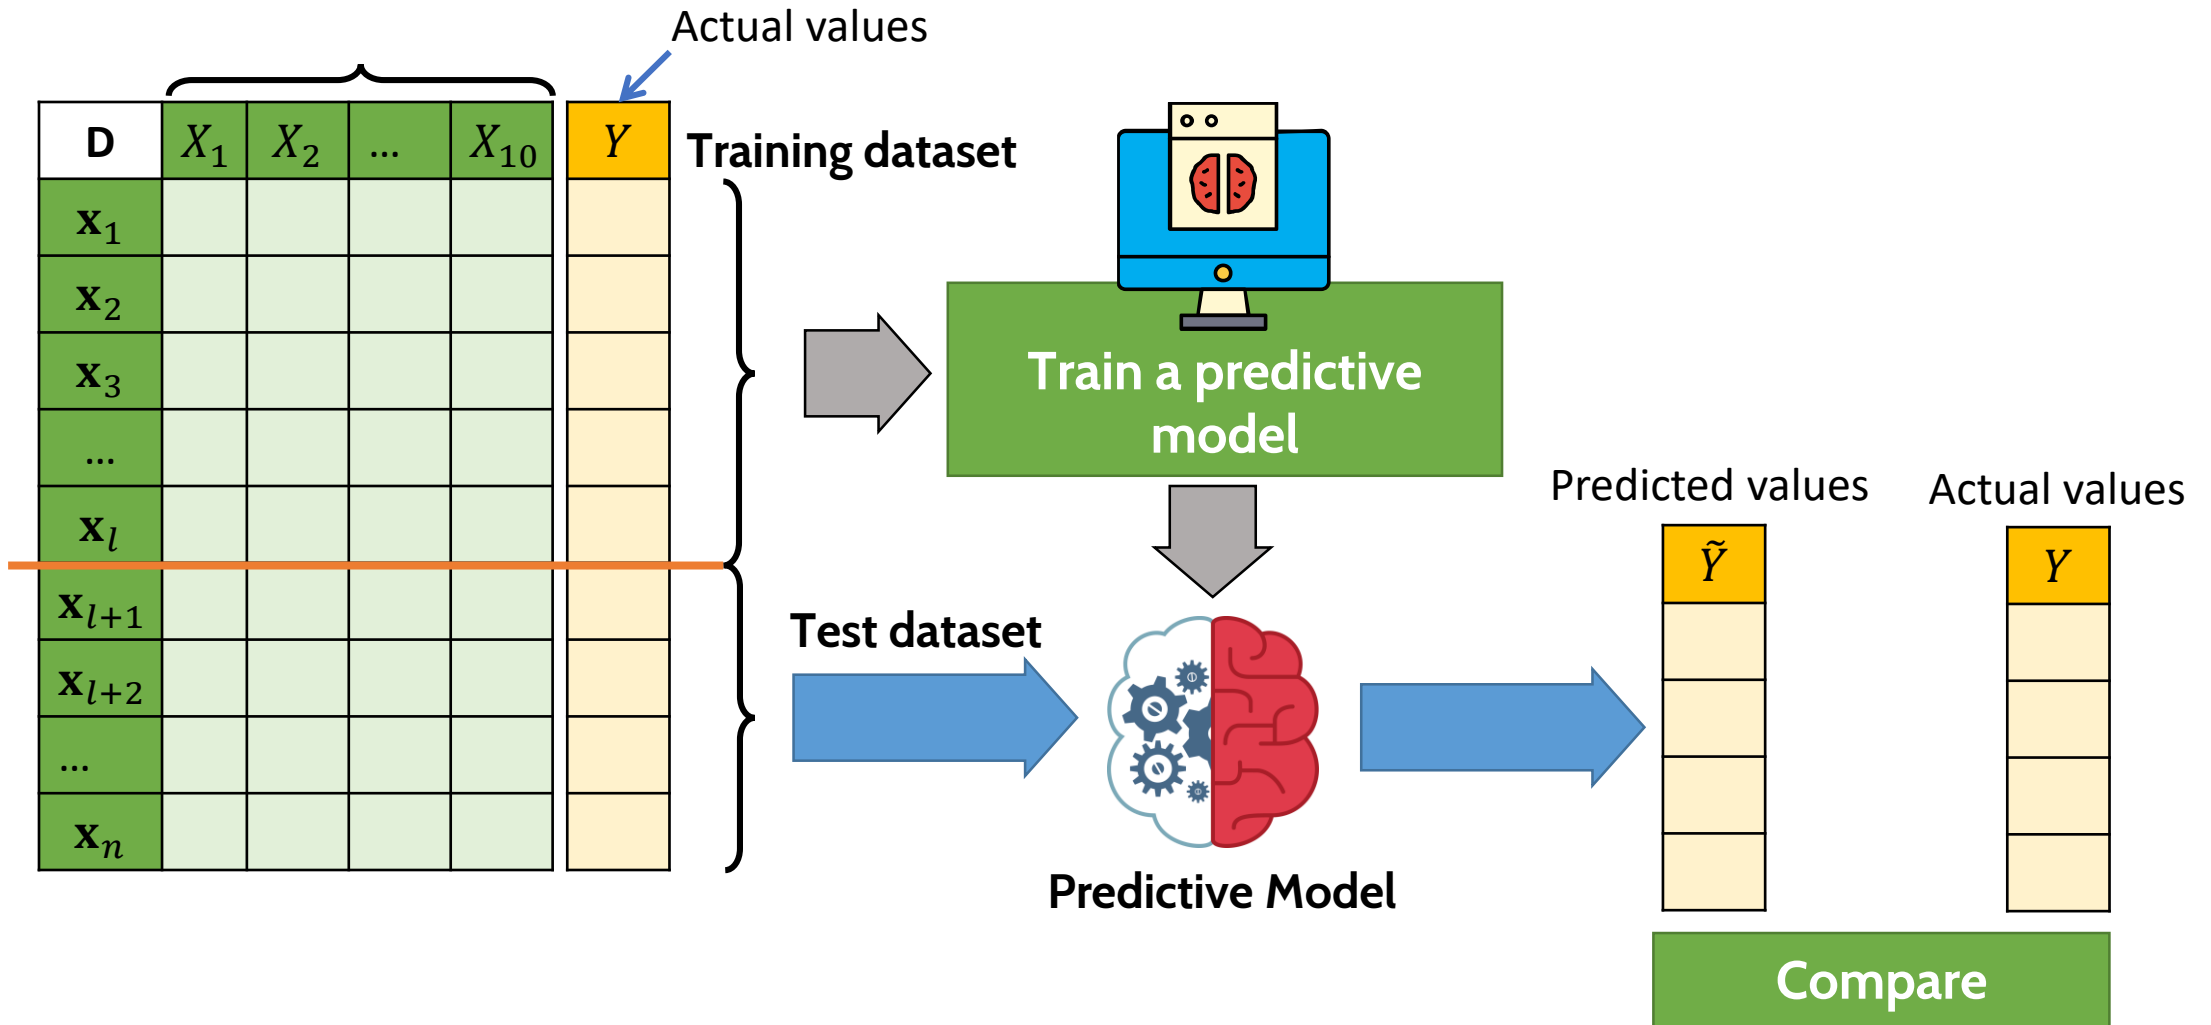 Actual values
D X₁ X₂ ... X₁₀ Y
Training dataset
x₁
x₂
x₃
...
xₗ
xₗ₊₁
xₗ₊₂
...
xₙ
Train a predictive
model
Test dataset
Predictive Model
Predicted values
Ỹ
Actual values
Y
Compare